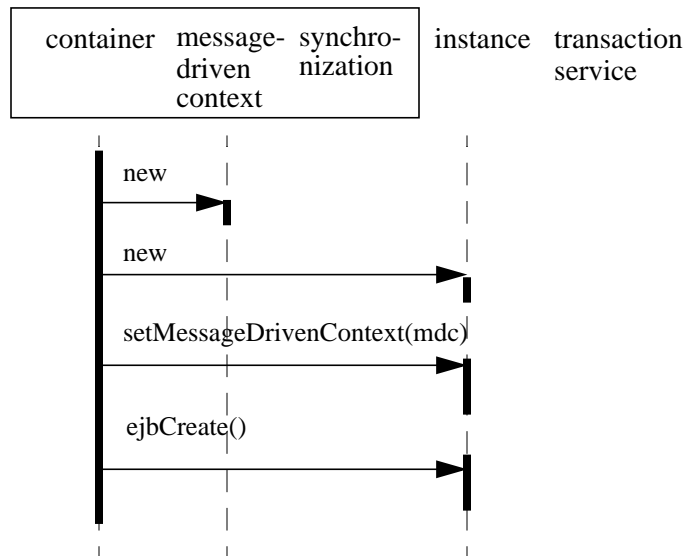 container message- synchro- instance transaction
driven nization service
context
new
new
setMessageDrivenContext(mdc)
ejbCreate()